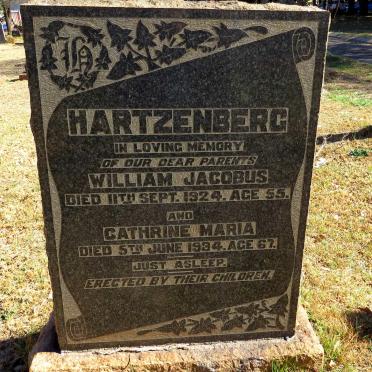 H
HARTZENBERG
IN LOVING MEMORY
OF OUR DEAR PARENTS
WILLIAM JACOBUS
DIED 11TH SEPT. 1924. AGE 55.
AND
CATHRINE MARIA
DIED 5TH JUNE 1934. AGE 67.
JUST ASLEEP.
ERECTED BY THEIR CHILDREN.